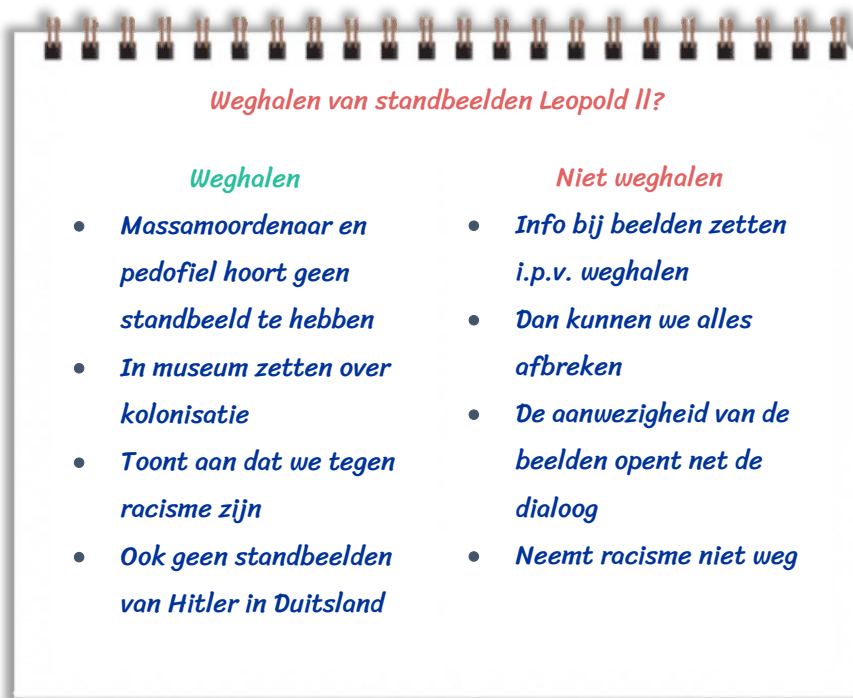 Weghalen van standbeelden Leopold ll?
Weghalen
• Massamoordenaar en
pedofiel hoort geen
standbeeld te hebben
• In museum zetten over
kolonisatie
• Toont aan dat we tegen
racisme zijn
• Ook geen standbeelden
van Hitler in Duitsland
Niet weghalen
• Info bij beelden zetten
i.p.v. weghalen
• Dan kunnen we alles
afbreken
• De aanwezigheid van de
beelden opent net de
dialoog
• Neemt racisme niet weg